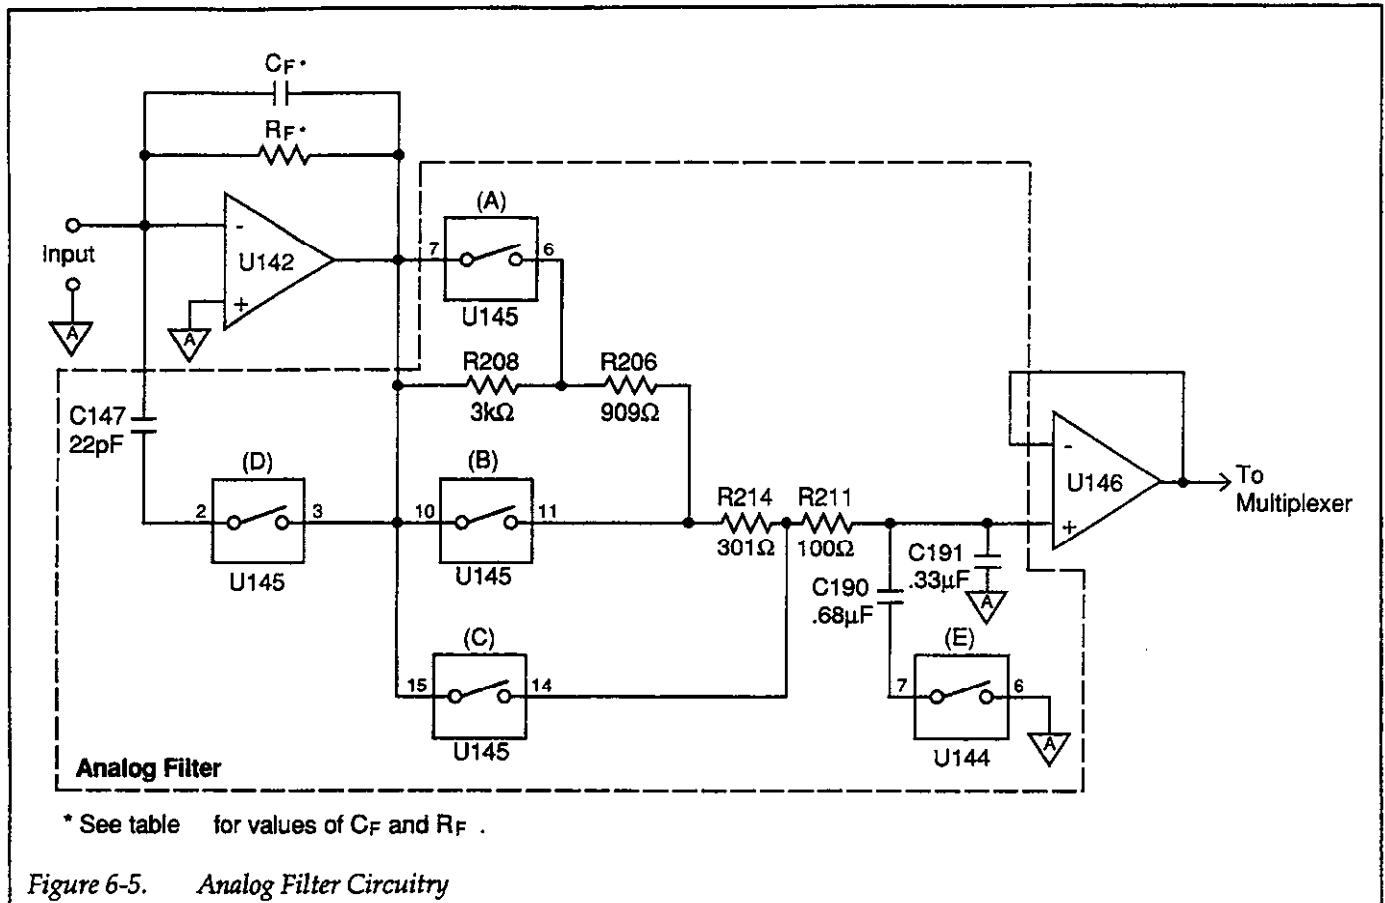 CF*
RF*
(A)
-
7
6
Input
U142
+
A
A
U145
R208
R206
3kΩ
909Ω
C147
22pF
(D)
(B)
-
U146
To
Multiplexer
2
3
10
11
R214
R211
+
301Ω
100Ω
U145
U145
C191
.33µF
C190
.68µF
A
(C)
(E)
15
14
7
6
U145
U144
A
Analog Filter
* See table for values of CF and RF .
Figure 6-5. Analog Filter Circuitry